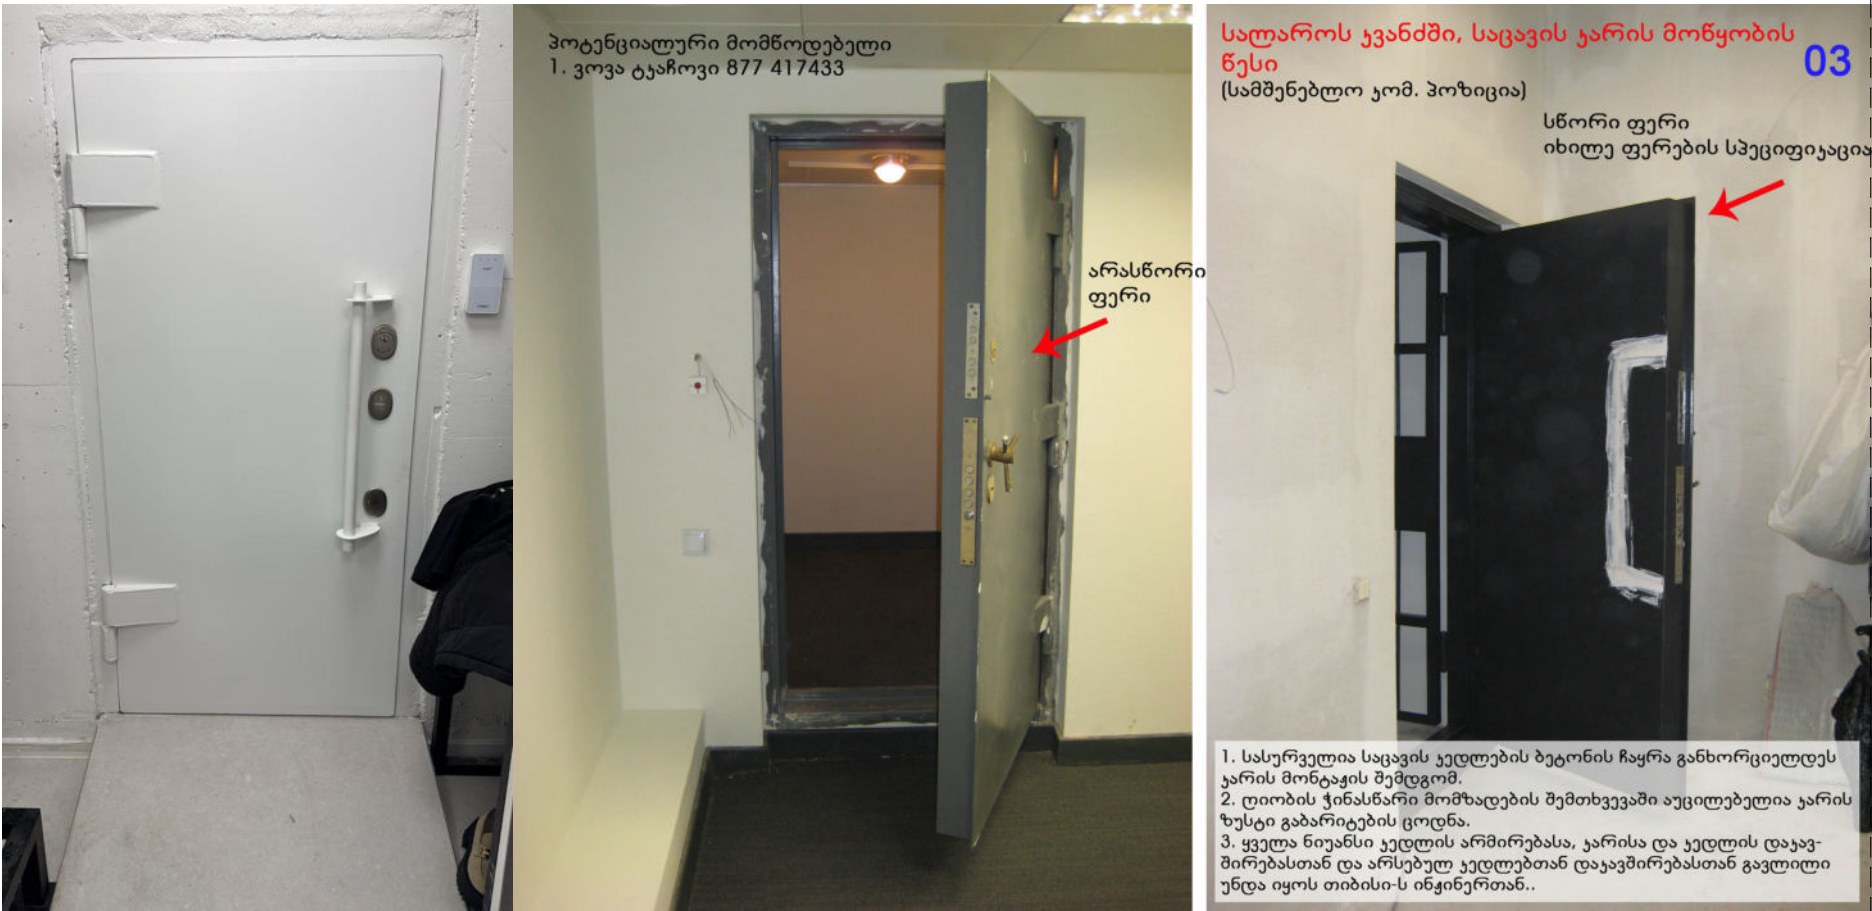 პოტენციალური მომწოდებელი
1. ვოვა ტკაჩოვი 877 417433
არასწორი
ფერი
სალაროს კვანძში, საცავის კარის მოწყობის
წესი
03
(სამშენებლო კომ. პოზიცია)
სწორი ფერი
იხილე ფერების სპეციფიკაცია
1. სასურველია საცავის კედლების ბეტონის ჩაყრა განხორციელდეს
კარის მონტაჟის შემდგომ.
2. ღიობის ჭინასწარი მომზადების შემთხვევაში აუცილებელია კარის
ზუსტი გაბარიტების ცოდნა.
3. ყველა ნიუანსი კედლის არმირებასა, კარისა და კედლის დაკავ-
შირებასთან და არსებულ კედლებთან დაკავშირებასთან გავლილი
უნდა იყოს თიბისი-ს ინჟინერთან..